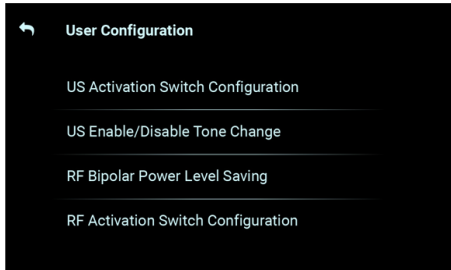 User Configuration
US Activation Switch Configuration
US Enable/Disable Tone Change
RF Bipolar Power Level Saving
RF Activation Switch Configuration